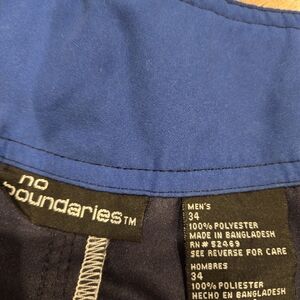 no
boundaries™
MEN'S
34
100% POLYESTER
MADE IN BANGLADESH
RN# 52469
SEE REVERSE FOR CARE
HOMBRES
34
100% POLIESTER
HECHO EN BANGLADESH